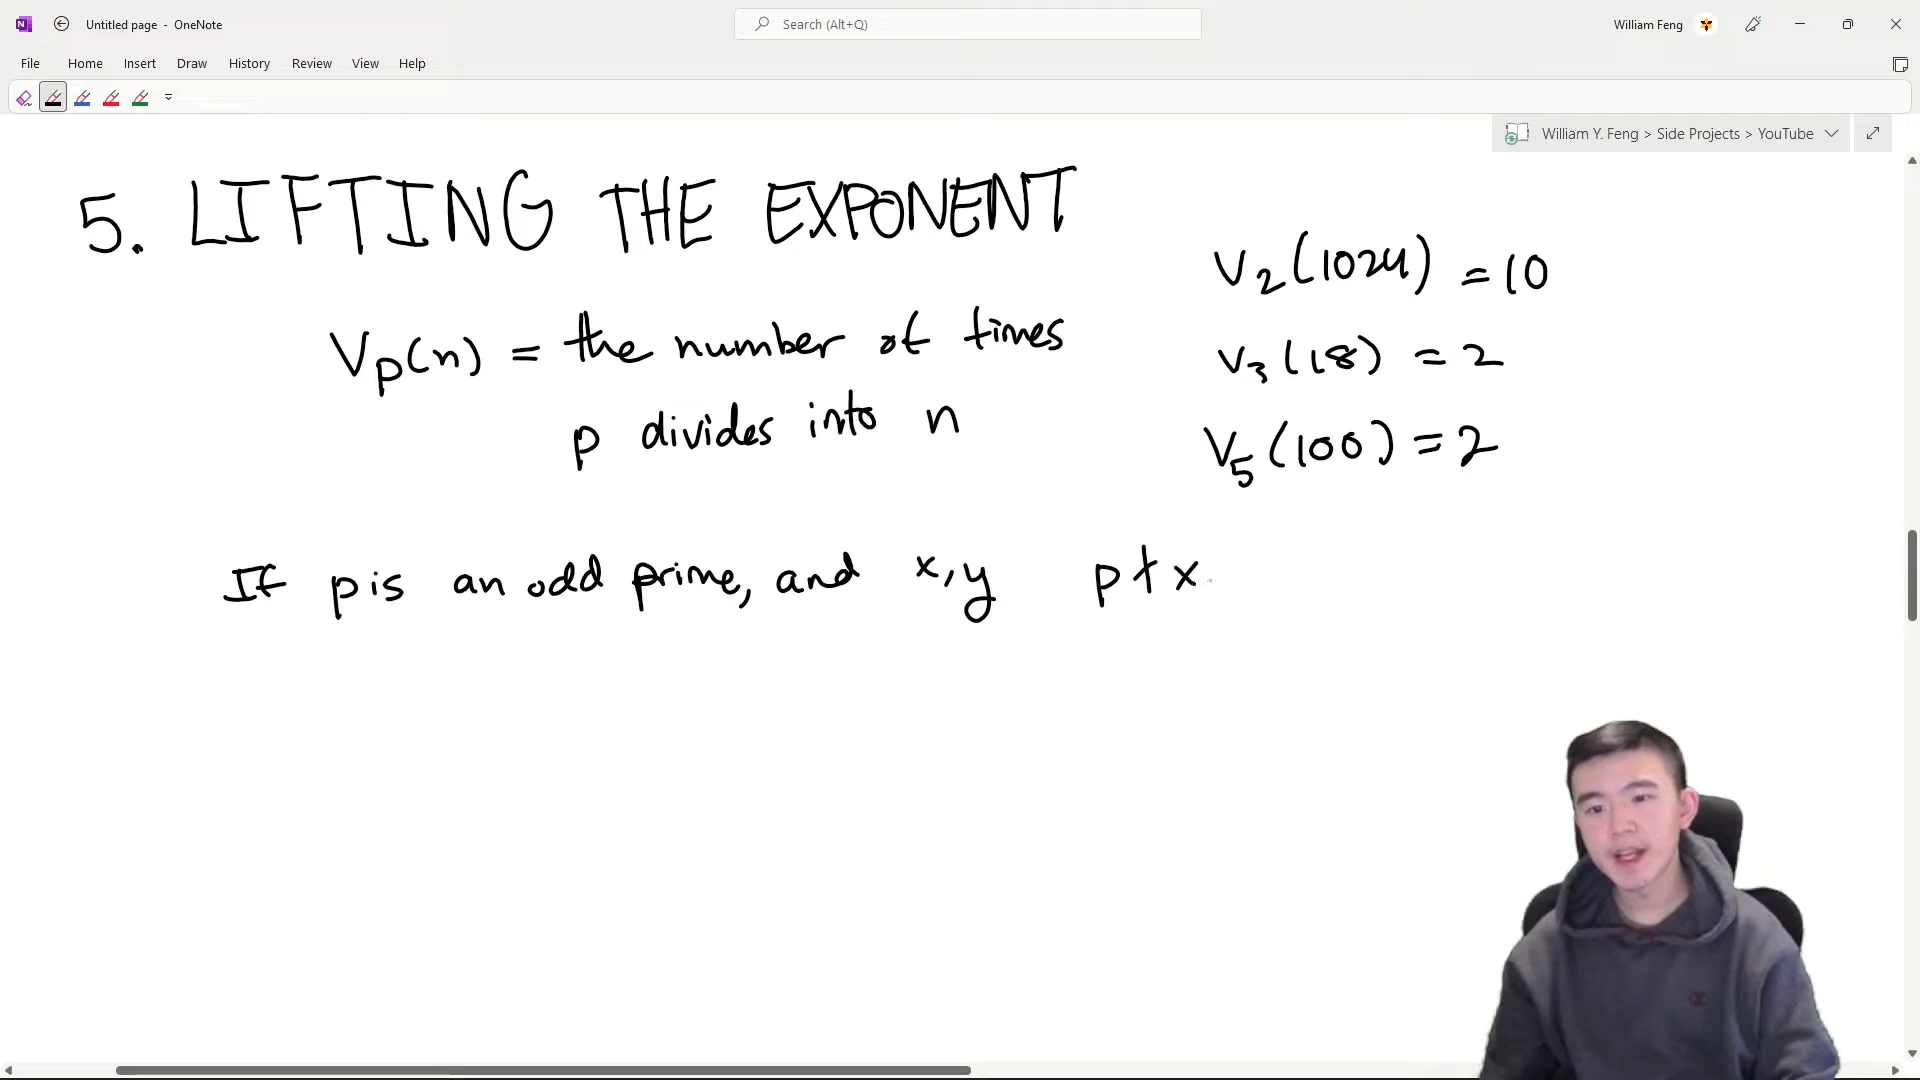 Untitled page - OneNote
Search (Alt+Q)
William Feng
File Home Insert Draw History Review View Help
William Y. Feng > Side Projects > YouTube
5. LIFTING THE EXPONENT
V₂(1024) = 10
Vₚ(n) = the number of times
p divides into n
V₃(18) = 2
V₅(100) = 2
If p is an odd prime, and x, y p ∤ x